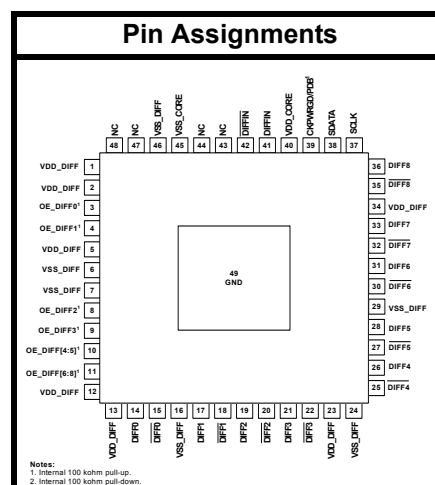 Pin Assignments
NC
NC
VSS_DIFF
VSS_CORE
NC
NC
DIFFIN
DIFFIN
VDD_CORE
CKPWRGD/PDB¹
SDATA
SCLK
48 47 46 45 44 43 42 41 40 39 38 37
VDD_DIFF 1
VDD_DIFF 2
OE_DIFF0¹ 3
OE_DIFF1¹ 4
VDD_DIFF 5
VSS_DIFF 6
VSS_DIFF 7
OE_DIFF2¹ 8
OE_DIFF3¹ 9
OE_DIFF[4:5]¹ 10
OE_DIFF[6:8]¹ 11
VDD_DIFF 12
49
GND
36 DIFF8
35 DIFF8
34 VDD_DIFF
33 DIFF7
32 DIFF7
31 DIFF6
30 DIFF6
29 VSS_DIFF
28 DIFF5
27 DIFF5
26 DIFF4
25 DIFF4
13 14 15 16 17 18 19 20 21 22 23 24
VDD_DIFF
DIFF0
DIFF0
VSS_DIFF
DIFF1
DIFF1
DIFF2
DIFF2
DIFF3
DIFF3
VDD_DIFF
VSS_DIFF
Notes:
1. Internal 100 kohm pull-up.
2. Internal 100 kohm pull-down.